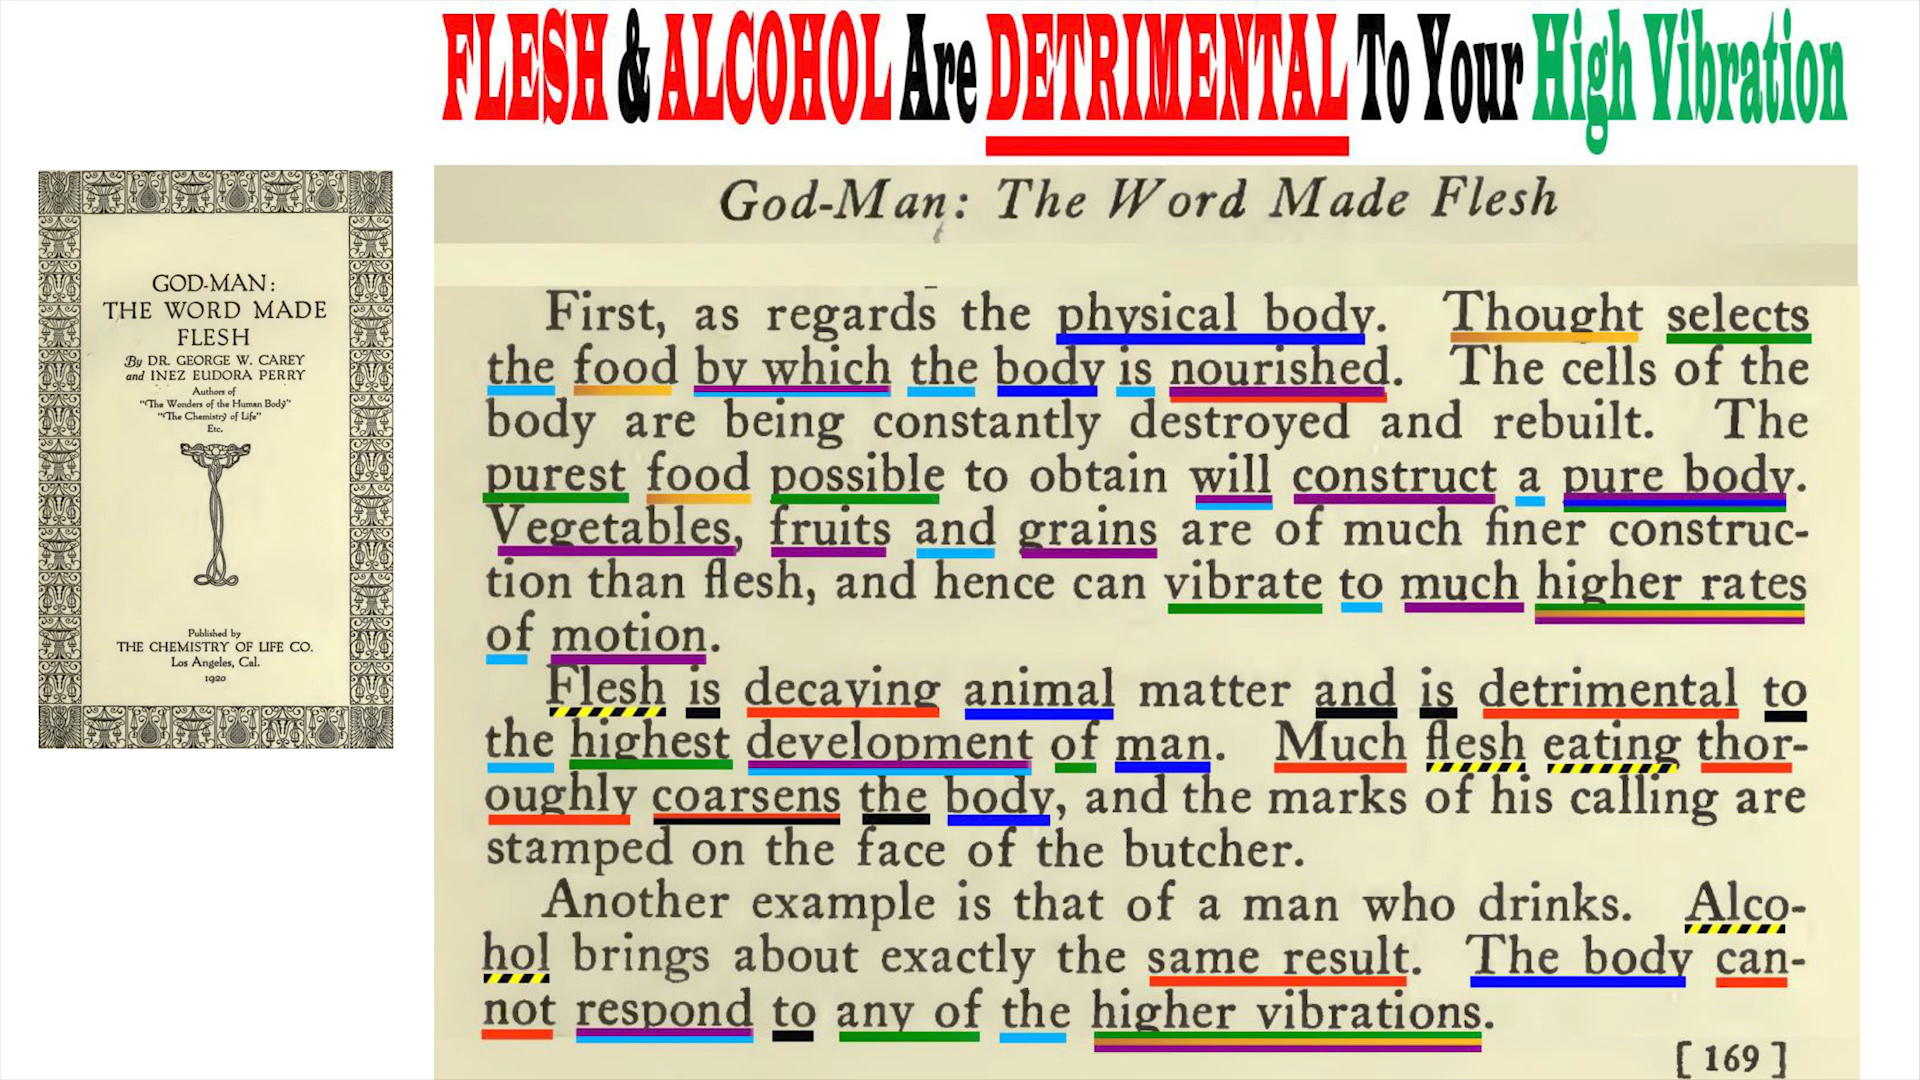 FLESH & ALCOHOL Are DETRIMENTAL To Your High Vibration
GOD-MAN:
THE WORD MADE
FLESH
By DR. GEORGE W. CAREY
and INEZ EUDORA PERRY
Authors of
"The Wonders of the Human Body"
"The Chemistry of Life"
Etc.
Published by
THE CHEMISTRY OF LIFE CO.
Los Angeles, Cal.
1920
God-Man: The Word Made Flesh
First, as regards the physical body. Thought selects
the food by which the body is nourished. The cells of the
body are being constantly destroyed and rebuilt. The
purest food possible to obtain will construct a pure body.
Vegetables, fruits and grains are of much finer construc-
tion than flesh, and hence can vibrate to much higher rates
of motion.
Flesh is decaying animal matter and is detrimental to
the highest development of man. Much flesh eating thor-
oughly coarsens the body, and the marks of his calling are
stamped on the face of the butcher.
Another example is that of a man who drinks. Alco-
hol brings about exactly the same result. The body can-
not respond to any of the higher vibrations.
[ 169 ]